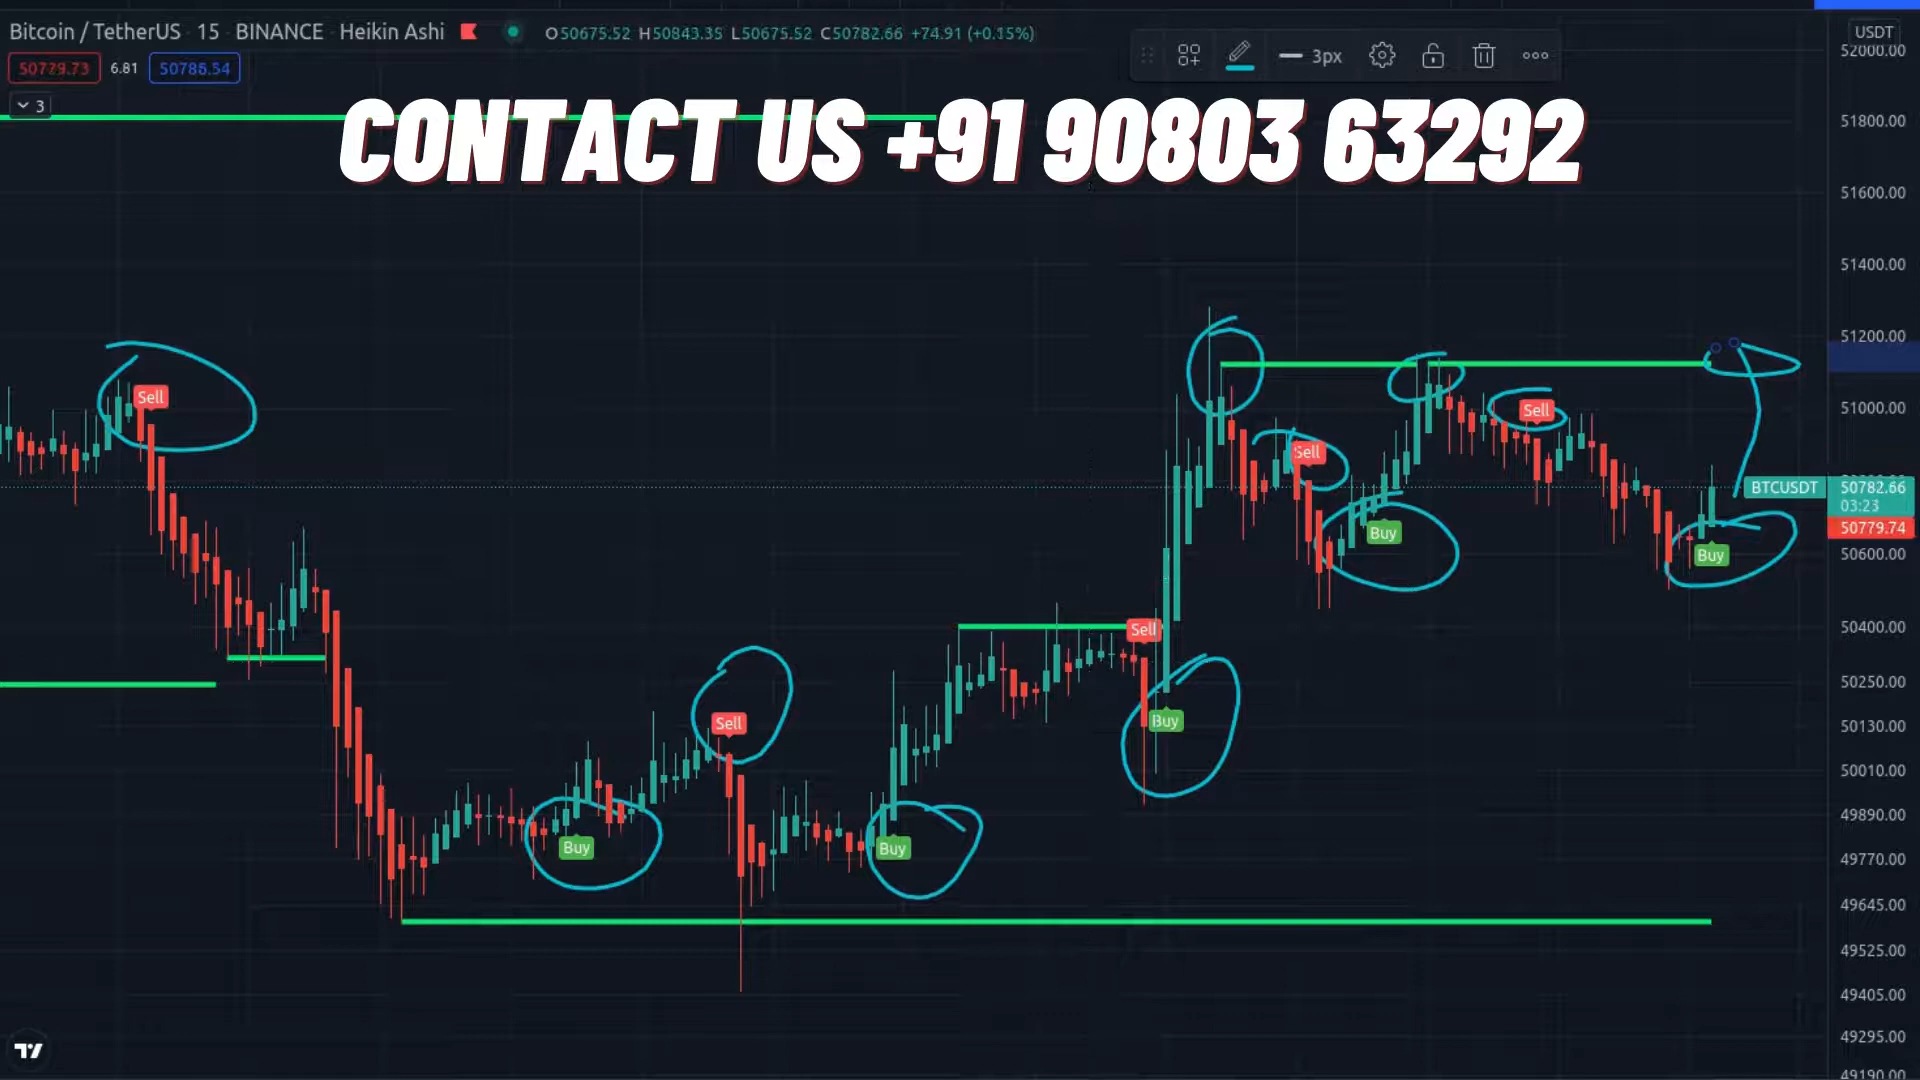 Bitcoin / TetherUS · 15 · BINANCE · Heikin Ashi O50675.52 H50843.35 L50675.52 C50782.66 +74.91 (+0.15%)
USDT
52000.00
3px
50779.73 6.81 50786.54
3
CONTACT US +91 90803 63292
51800.00
51600.00
51400.00
51200.00
Sell
51000.00
Sell
Sell
BTCUSDT 50782.66
03:23
50779.74
Buy
Buy
50600.00
Sell
50400.00
50250.00
Sell
Buy
50130.00
50010.00
49890.00
Buy
Buy
49770.00
49645.00
49525.00
49405.00
49295.00
49190.00